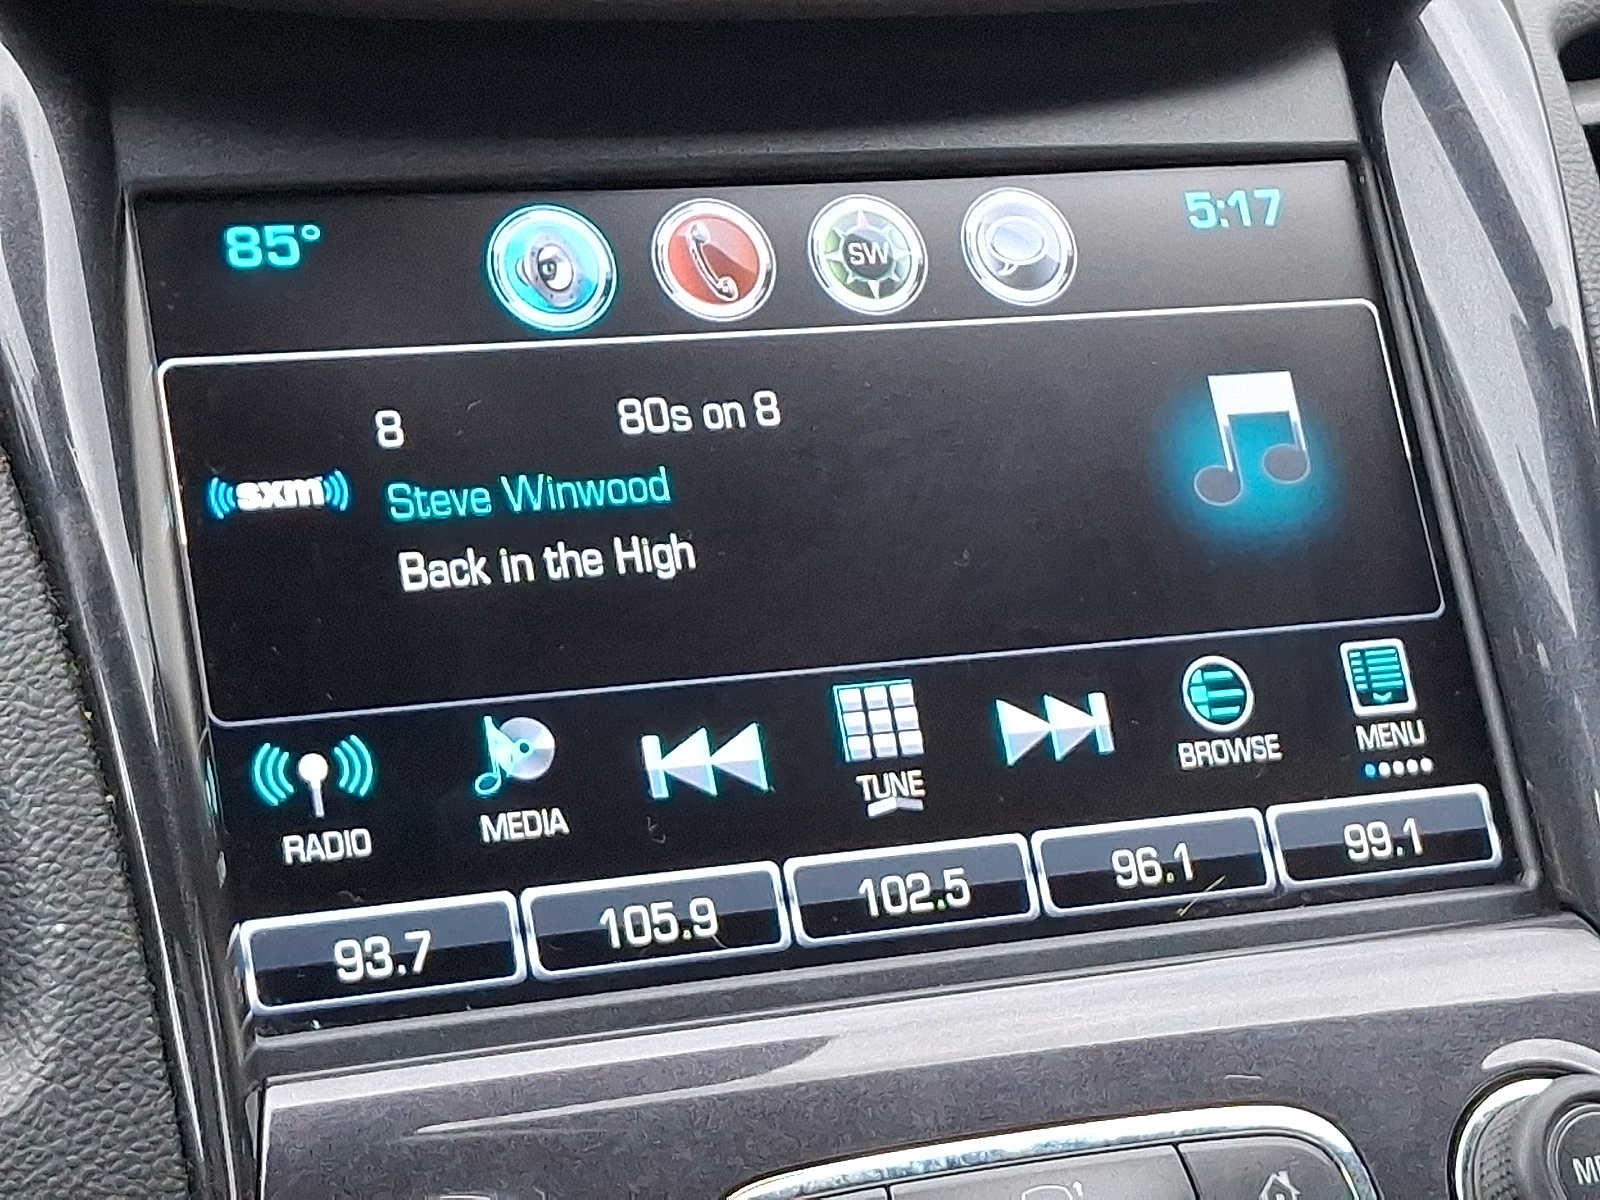 85°
SW
5:17
8
80s on 8
sxm
Steve Winwood
Back in the High
RADIO
MEDIA
TUNE
BROWSE
MENU
93.7
105.9
102.5
96.1
99.1